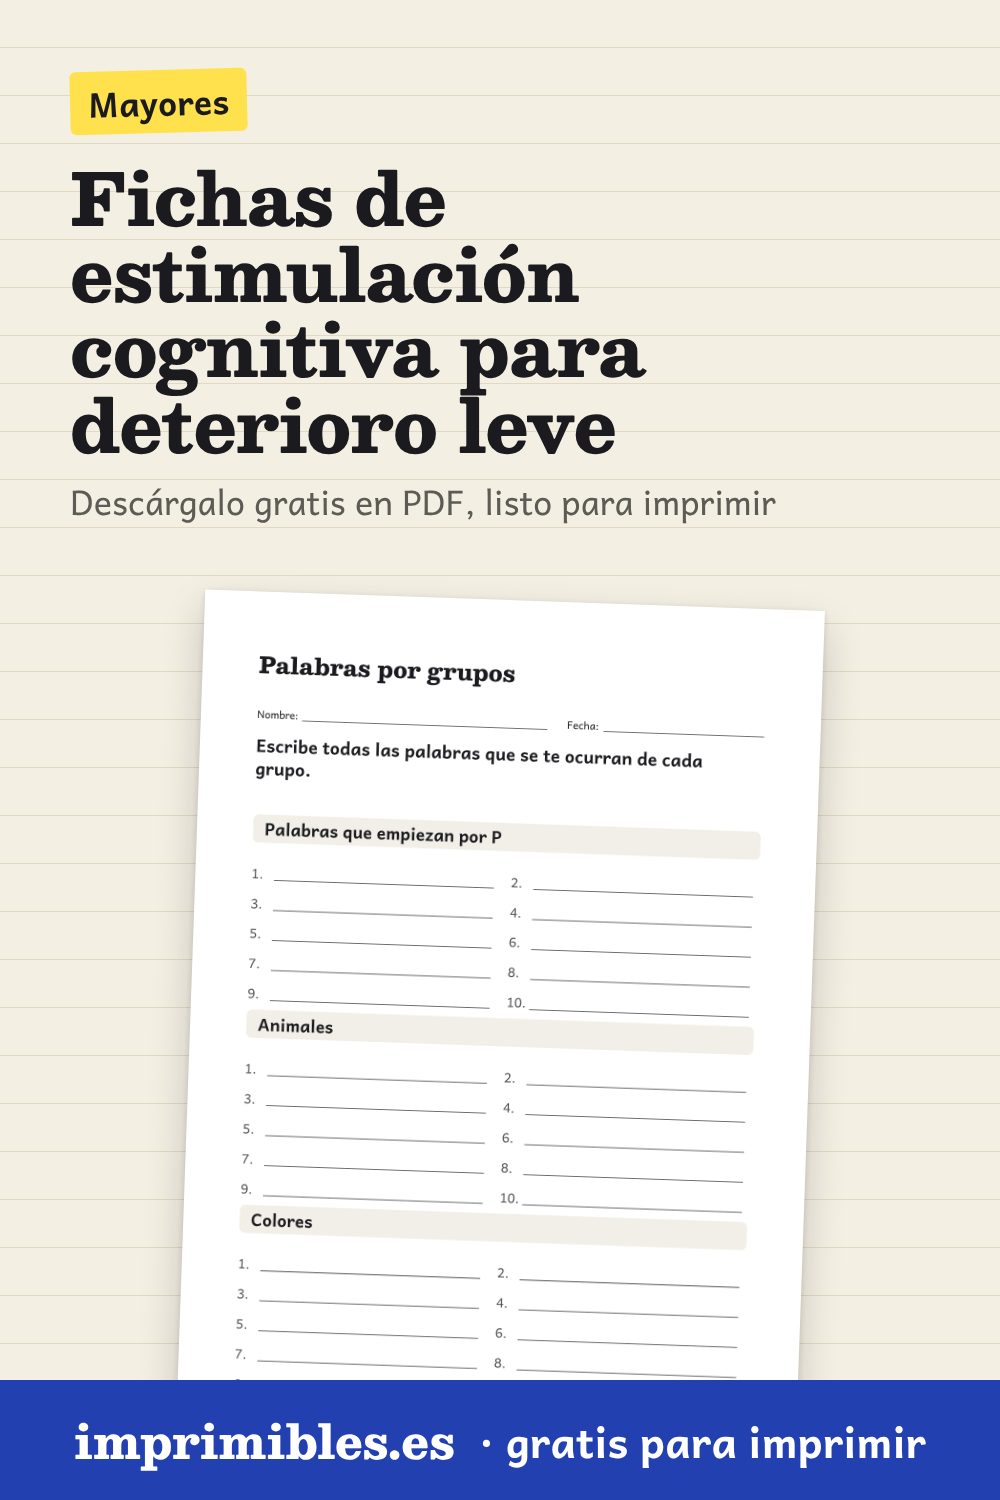 Mayores
Fichas de
estimulación
cognitiva para
deterioro leve
Descárgalo gratis en PDF, listo para imprimir
Palabras por grupos
Nombre: Fecha:
Escribe todas las palabras que se te ocurran de cada
grupo.
Palabras que empiezan por P
1. 2.
3. 4.
5. 6.
7. 8.
9. 10.
Animales
1. 2.
3. 4.
5. 6.
7. 8.
9. 10.
Colores
1. 2.
3. 4.
5. 6.
7. 8.
imprimibles.es · gratis para imprimir